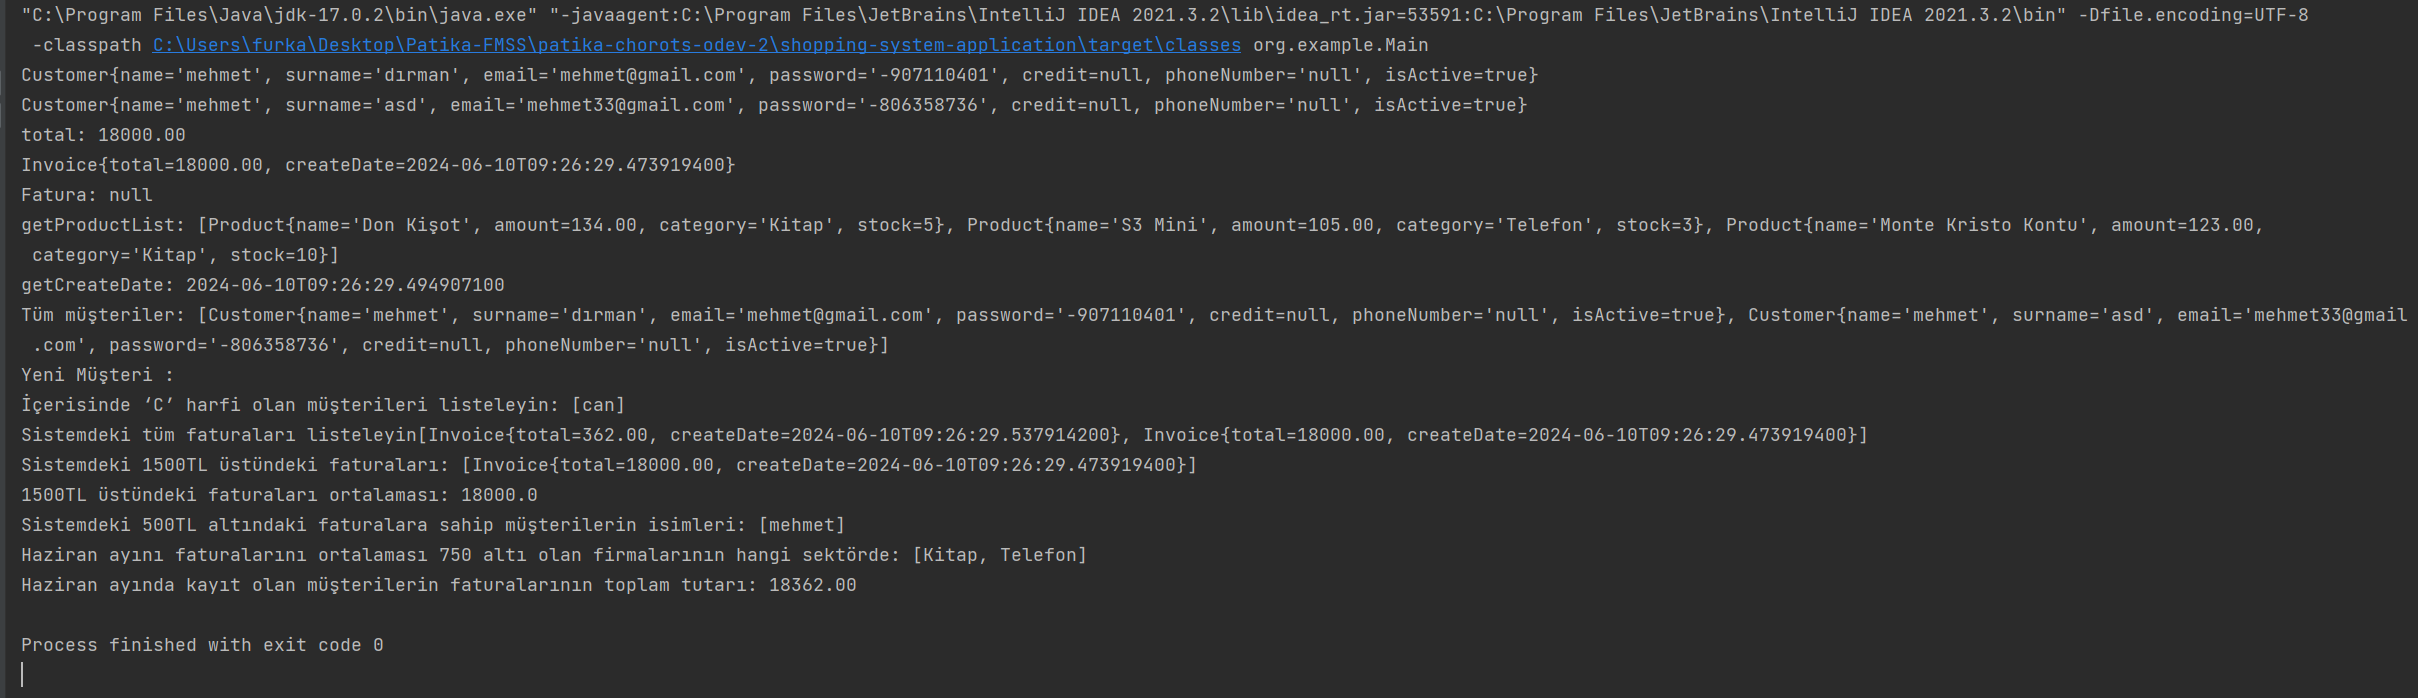 "C:\Program Files\Java\jdk-17.0.2\bin\java.exe" "-javaagent:C:\Program Files\JetBrains\IntelliJ IDEA 2021.3.2\lib\idea_rt.jar=53591:C:\Program Files\JetBrains\IntelliJ IDEA 2021.3.2\bin" -Dfile.encoding=UTF-8
-classpath C:\Users\furka\Desktop\Patika-FMSS\patika-chorots-odev-2\shopping-system-application\target\classes org.example.Main
Customer{name='mehmet', surname='dırman', email='mehmet@gmail.com', password='-907110401', credit=null, phoneNumber='null', isActive=true}
Customer{name='mehmet', surname='asd', email='mehmet33@gmail.com', password='-806358736', credit=null, phoneNumber='null', isActive=true}
total: 18000.00
Invoice{total=18000.00, createDate=2024-06-10T09:26:29.473919400}
Fatura: null
getProductList: [Product{name='Don Kişot', amount=134.00, category='Kitap', stock=5}, Product{name='S3 Mini', amount=105.00, category='Telefon', stock=3}, Product{name='Monte Kristo Kontu', amount=123.00,
category='Kitap', stock=10}]
getCreateDate: 2024-06-10T09:26:29.494907100
Tüm müşteriler: [Customer{name='mehmet', surname='dırman', email='mehmet@gmail.com', password='-907110401', credit=null, phoneNumber='null', isActive=true}, Customer{name='mehmet', surname='asd', email='mehmet33@gmail
.com', password='-806358736', credit=null, phoneNumber='null', isActive=true}]
Yeni Müşteri :
İçerisinde ‘C’ harfi olan müşterileri listeleyin: [can]
Sistemdeki tüm faturaları listeleyin[Invoice{total=362.00, createDate=2024-06-10T09:26:29.537914200}, Invoice{total=18000.00, createDate=2024-06-10T09:26:29.473919400}]
Sistemdeki 1500TL üstündeki faturaları: [Invoice{total=18000.00, createDate=2024-06-10T09:26:29.473919400}]
1500TL üstündeki faturaları ortalaması: 18000.0
Sistemdeki 500TL altındaki faturalara sahip müşterilerin isimleri: [mehmet]
Haziran ayını faturalarını ortalaması 750 altı olan firmalarının hangi sektörde: [Kitap, Telefon]
Haziran ayında kayıt olan müşterilerin faturalarının toplam tutarı: 18362.00
Process finished with exit code 0